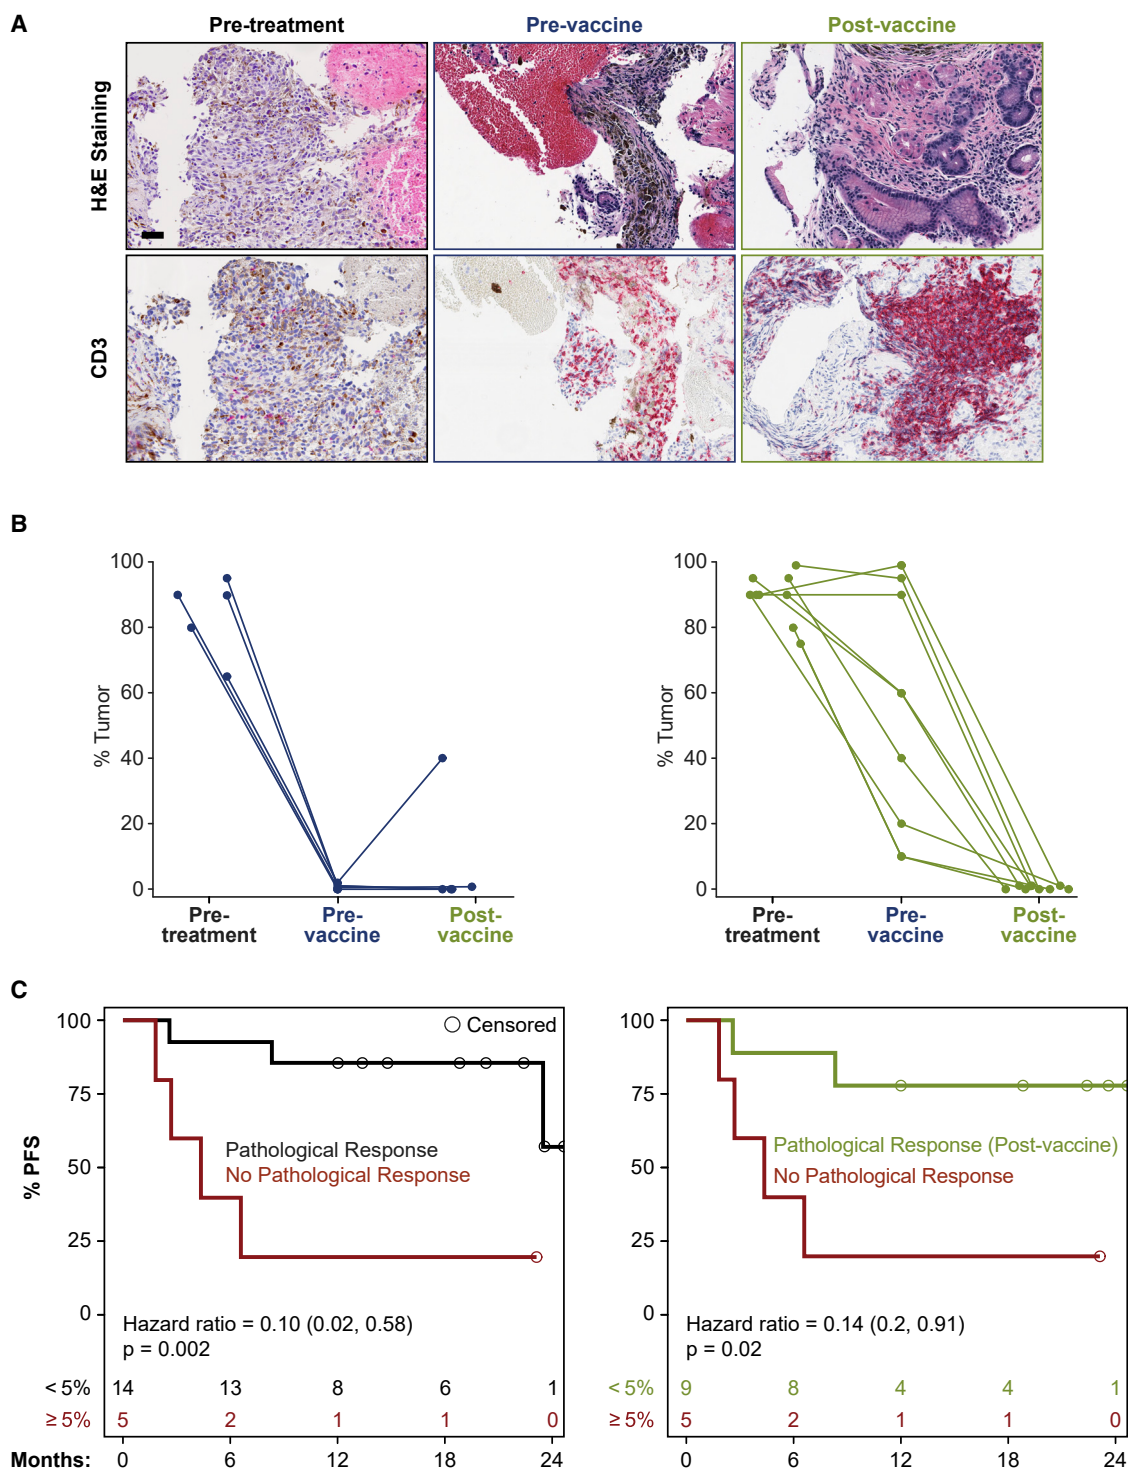 A
Pre-treatment
Pre-vaccine
Post-vaccine
H&E Staining
CD3
B
100
80
60
40
20
0
% Tumor
Pre-
treatment
Pre-
vaccine
Post-
vaccine
100
80
60
40
20
0
% Tumor
Pre-
treatment
Pre-
vaccine
Post-
vaccine
C
100
75
50
25
0
% PFS
Censored
Pathological Response
No Pathological Response
Hazard ratio = 0.10 (0.02, 0.58)
p = 0.002
< 5% 14 13 8 6 1
≥ 5% 5 2 1 1 0
Months: 0 6 12 18 24
100
75
50
25
0
Pathological Response (Post-vaccine)
No Pathological Response
Hazard ratio = 0.14 (0.2, 0.91)
p = 0.02
< 5% 9 8 4 4 1
≥ 5% 5 2 1 1 0
0 6 12 18 24